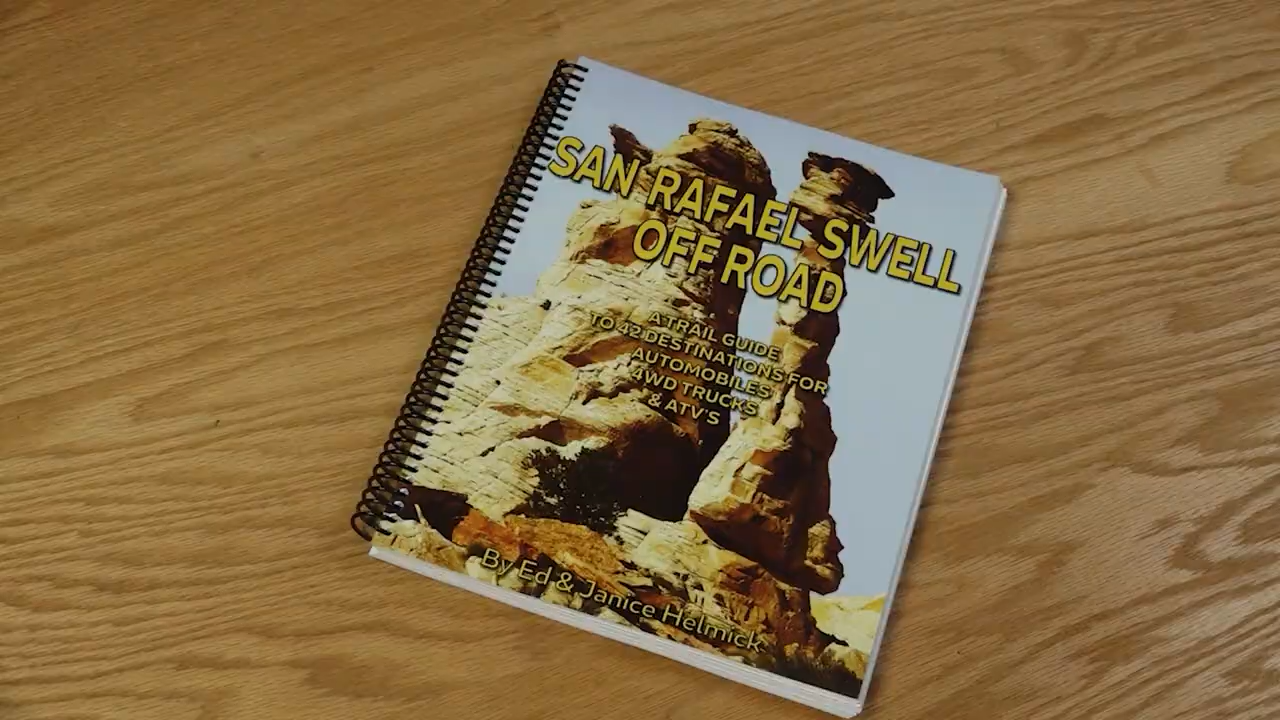 SAN RAFAEL SWELL
OFF ROAD
A TRAIL GUIDE
TO 42 DESTINATIONS FOR
AUTOMOBILES
4WD TRUCKS
& ATV'S
By Ed & Janice Helmick